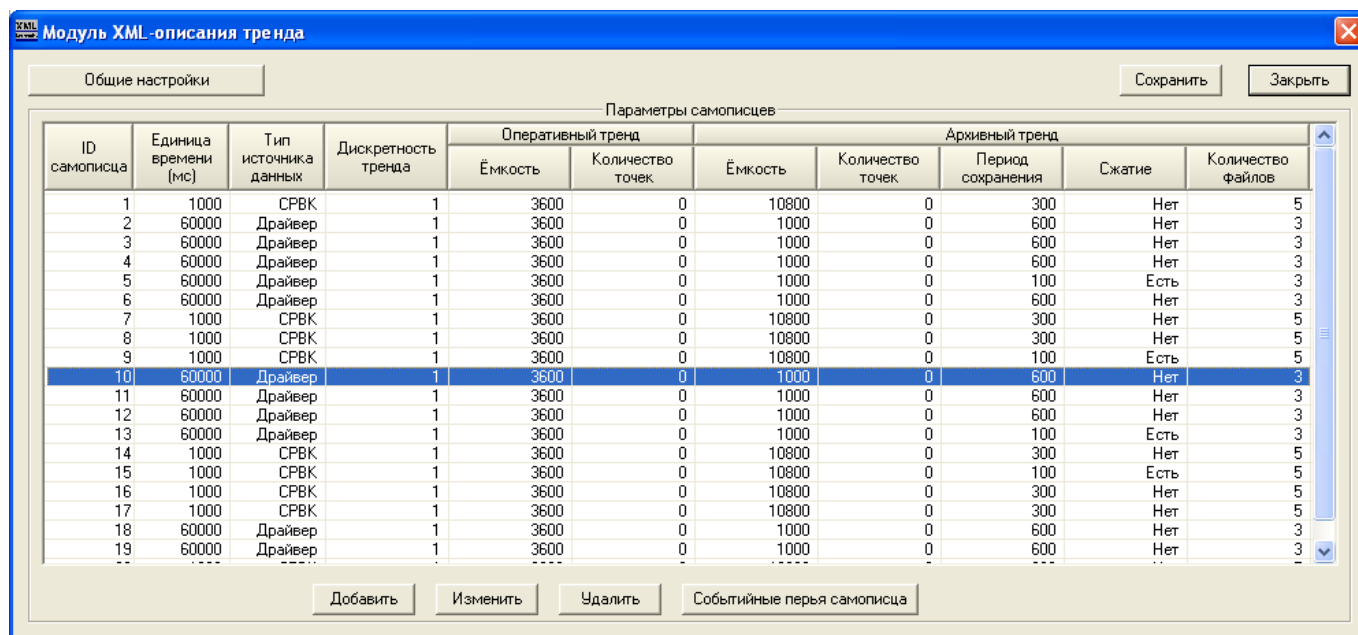 Модуль XML-описания тренда
Общие настройки Сохранить Закрыть
Параметры самописцев
ID самописца Единица времени (мс) Тип источника данных Дискретность тренда Оперативный тренд Архивный тренд
Ёмкость Количество точек Ёмкость Количество точек Период сохранения Сжатие Количество файлов
1 1000 СРВК 1 3600 0 10800 0 300 Нет 5
2 60000 Драйвер 1 3600 0 1000 0 600 Нет 3
3 60000 Драйвер 1 3600 0 1000 0 600 Нет 3
4 60000 Драйвер 1 3600 0 1000 0 600 Нет 3
5 60000 Драйвер 1 3600 0 1000 0 100 Есть 3
6 60000 Драйвер 1 3600 0 1000 0 600 Нет 3
7 1000 СРВК 1 3600 0 10800 0 300 Нет 5
8 1000 СРВК 1 3600 0 10800 0 300 Нет 5
9 1000 СРВК 1 3600 0 10800 0 100 Есть 5
10 60000 Драйвер 1 3600 0 1000 0 600 Нет 3
11 60000 Драйвер 1 3600 0 1000 0 600 Нет 3
12 60000 Драйвер 1 3600 0 1000 0 600 Нет 3
13 60000 Драйвер 1 3600 0 1000 0 100 Есть 3
14 1000 СРВК 1 3600 0 10800 0 300 Нет 5
15 1000 СРВК 1 3600 0 10800 0 100 Есть 5
16 1000 СРВК 1 3600 0 10800 0 300 Нет 5
17 1000 СРВК 1 3600 0 10800 0 300 Нет 5
18 60000 Драйвер 1 3600 0 1000 0 600 Нет 3
19 60000 Драйвер 1 3600 0 1000 0 600 Нет 3
Добавить Изменить Удалить Событийные перья самописца